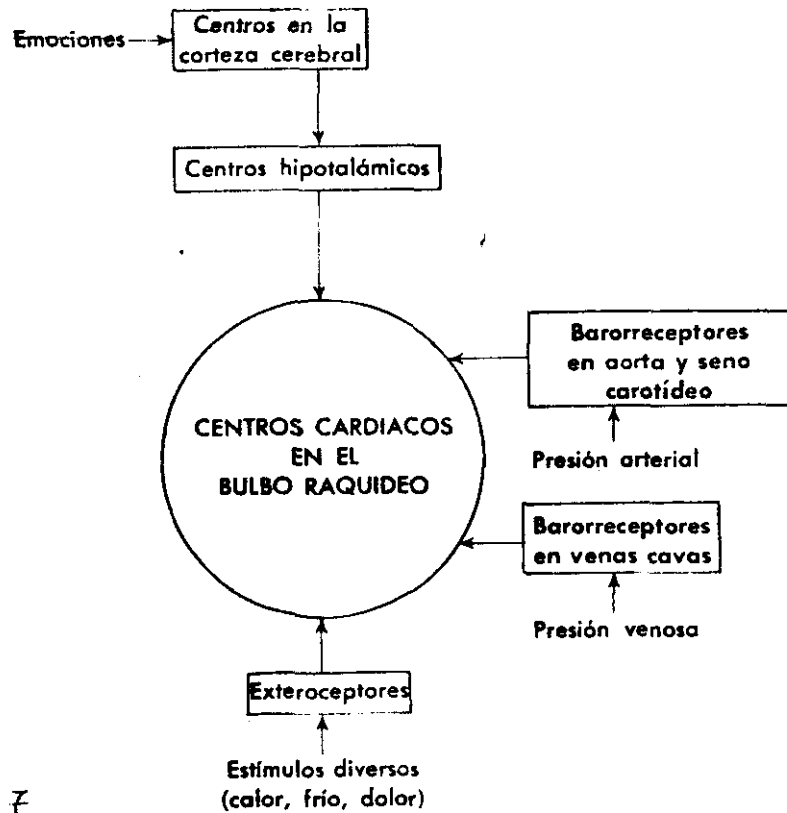 Emociones
Centros en la
corteza cerebral
Centros hipotalámicos
Barorreceptores
en aorta y seno
carotídeo
Presión arterial
CENTROS CARDIACOS
EN EL
BULBO RAQUIDEO
Barorreceptores
en venas cavas
Presión venosa
Exteroceptores
Estímulos diversos
(calor, frío, dolor)